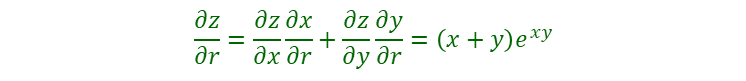 ∂z/∂r = ∂z/∂x ∂x/∂r + ∂z/∂y ∂y/∂r = (x + y)e^{xy}